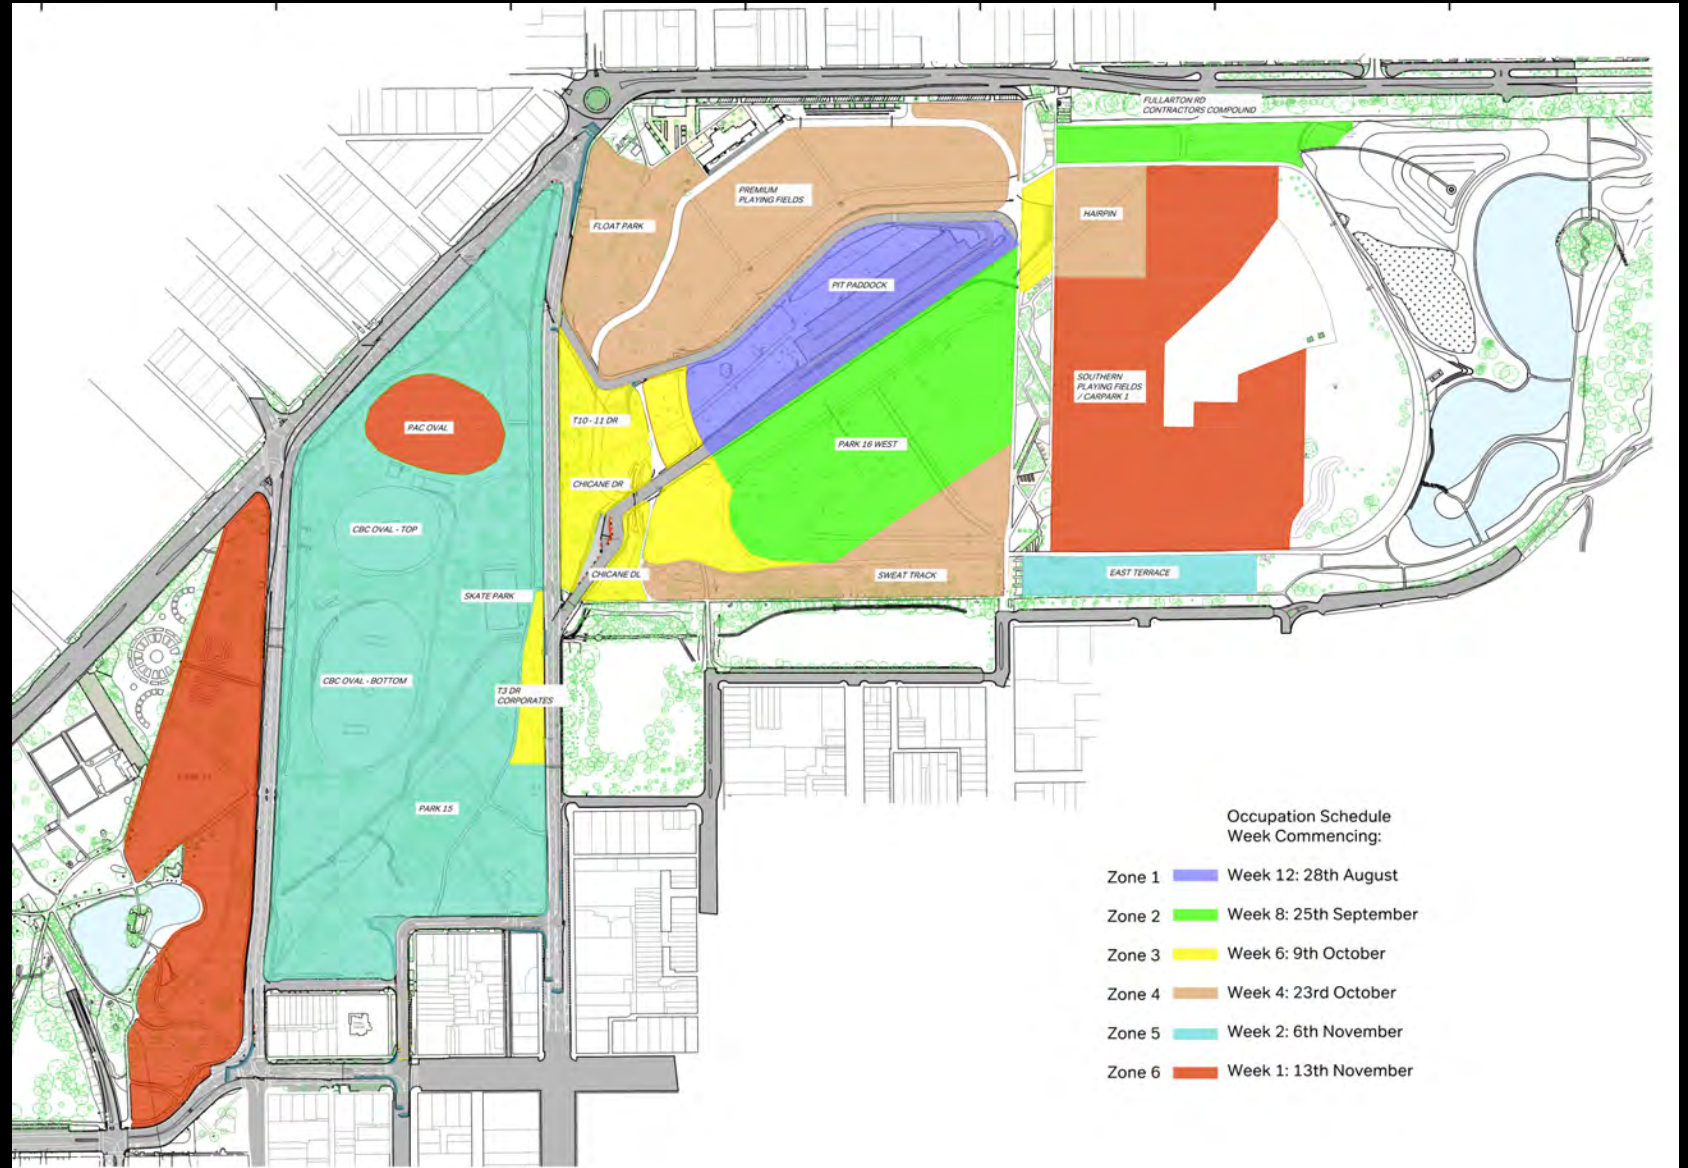 FULLARTON RD
CONTRACTORS COMPOUND
PREMIUM
PLAYING FIELDS
FLOAT PARK
HAIRPIN
PIT PADDOCK
SOUTHERN
PLAYING FIELDS
/ CARPARK 1
T10 - 11 DR
PAC OVAL
PARK 16 WEST
CHICANE DR
CBC OVAL - TOP
CHICANE DL
SWEAT TRACK
EAST TERRACE
SKATE PARK
CBC OVAL - BOTTOM
T3 DR
CORPORATES
PARK 15
Occupation Schedule
Week Commencing:
Zone 1 Week 12: 28th August
Zone 2 Week 8: 25th September
Zone 3 Week 6: 9th October
Zone 4 Week 4: 23rd October
Zone 5 Week 2: 6th November
Zone 6 Week 1: 13th November